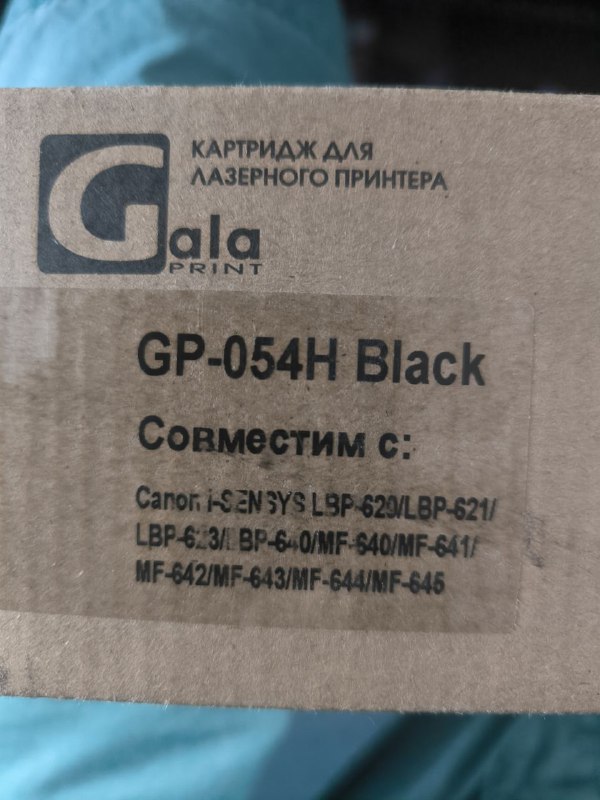 КАРТРИДЖ ДЛЯ
ЛАЗЕРНОГО ПРИНТЕРА
Gala
PRINT
GP-054H Black
Совместим с:
Canon i-SENSYS LBP-620/LBP-621/
LBP-623/LBP-640/MF-640/MF-641/
MF-642/MF-643/MF-644/MF-645